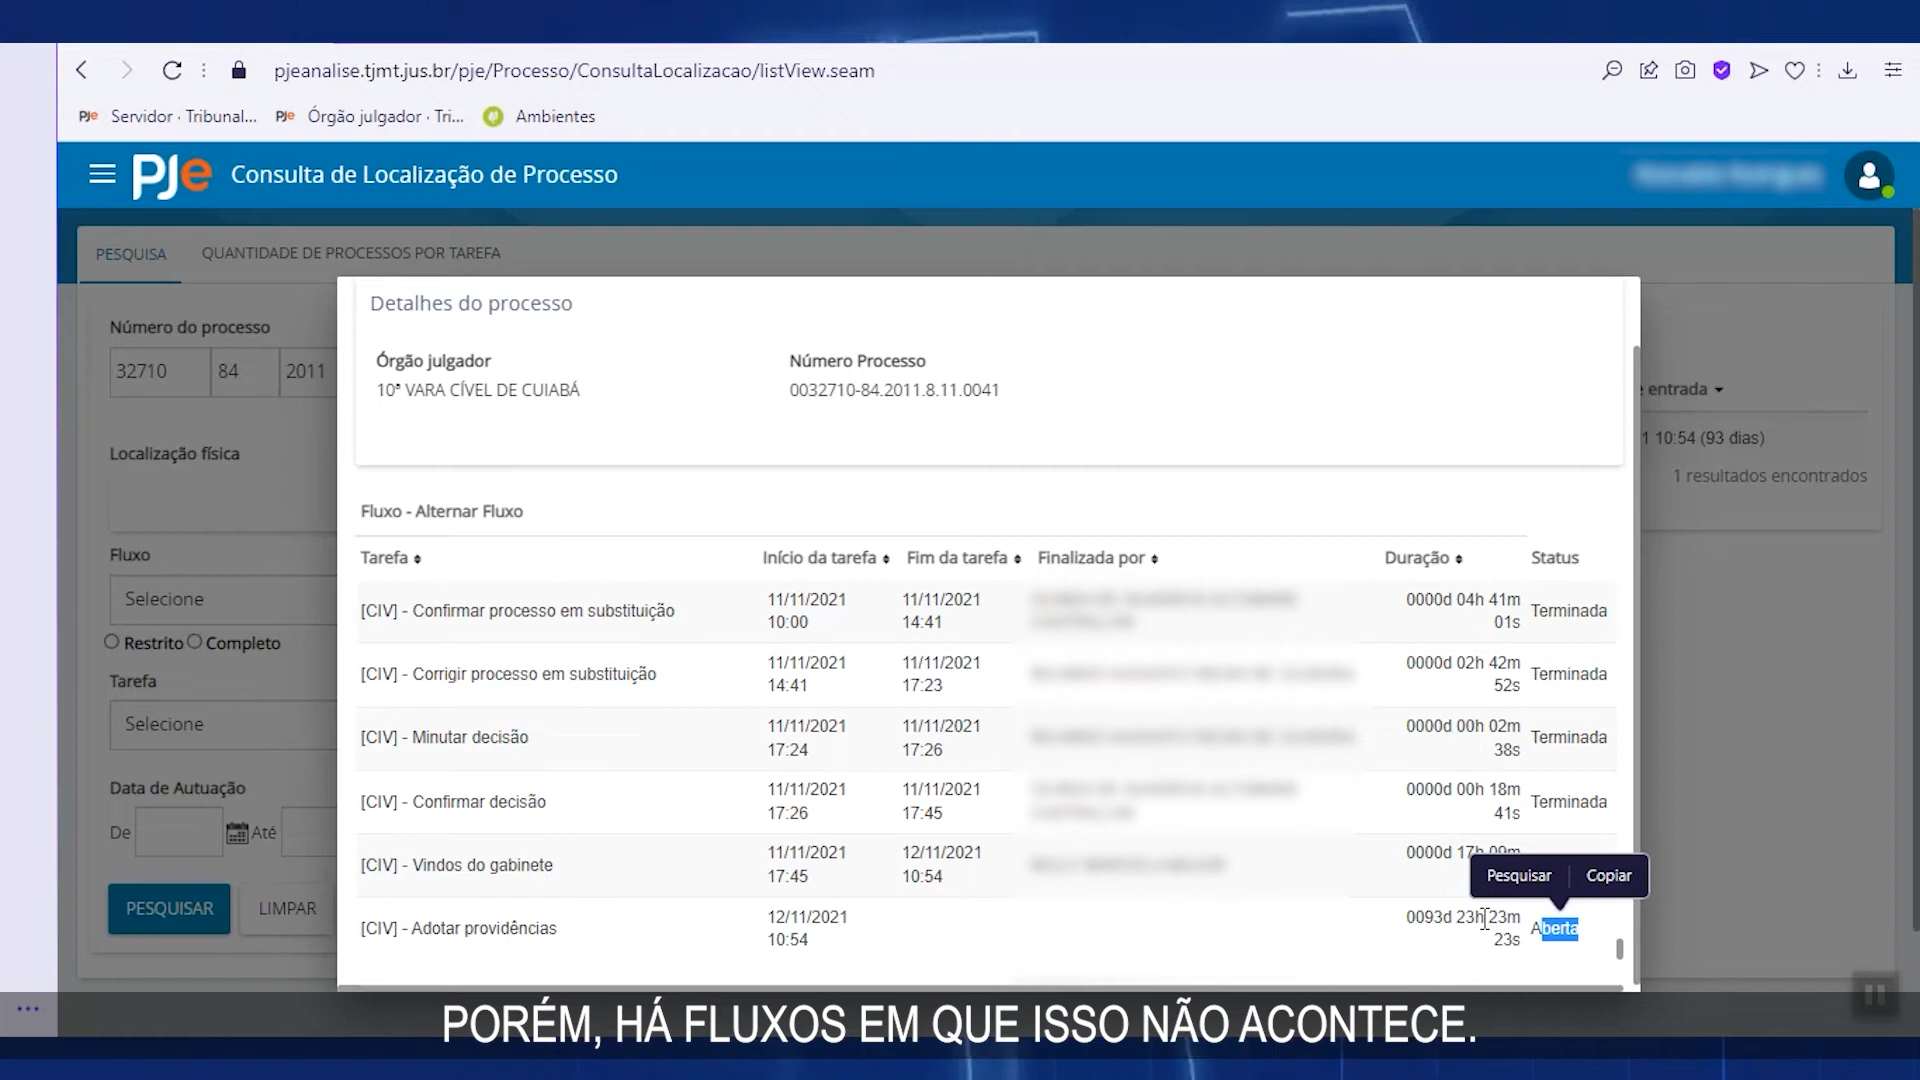 pjeanalise.tjmt.jus.br/pje/Processo/ConsultaLocalizacao/listView.seam
PJe Servidor · Tribunal... PJe Órgão julgador · Tri... Ambientes
PJe Consulta de Localização de Processo
PESQUISA QUANTIDADE DE PROCESSOS POR TAREFA
Detalhes do processo
Número do processo
32710 84 2011
Órgão julgador Número Processo
10ª VARA CÍVEL DE CUIABÁ 0032710-84.2011.8.11.0041
entrada
1 10:54 (93 dias)
Localização física
1 resultados encontrados
Fluxo - Alternar Fluxo
Fluxo
Selecione
Restrito Completo
Tarefa
Selecione
Data de Autuação
De Até
PESQUISAR LIMPAR
Tarefa Início da tarefa Fim da tarefa Finalizada por Duração Status
[CIV] - Confirmar processo em substituição 11/11/2021 10:00 11/11/2021 14:41 0000d 04h 41m 01s Terminada
[CIV] - Corrigir processo em substituição 11/11/2021 14:41 11/11/2021 17:23 0000d 02h 42m 52s Terminada
[CIV] - Minutar decisão 11/11/2021 17:24 11/11/2021 17:26 0000d 00h 02m 38s Terminada
[CIV] - Confirmar decisão 11/11/2021 17:26 11/11/2021 17:45 0000d 00h 18m 41s Terminada
[CIV] - Vindos do gabinete 11/11/2021 17:45 12/11/2021 10:54 0000d 17h 09m
Pesquisar Copiar
[CIV] - Adotar providências 12/11/2021 10:54 0093d 23h 23m 23s Aberta
PORÉM, HÁ FLUXOS EM QUE ISSO NÃO ACONTECE.